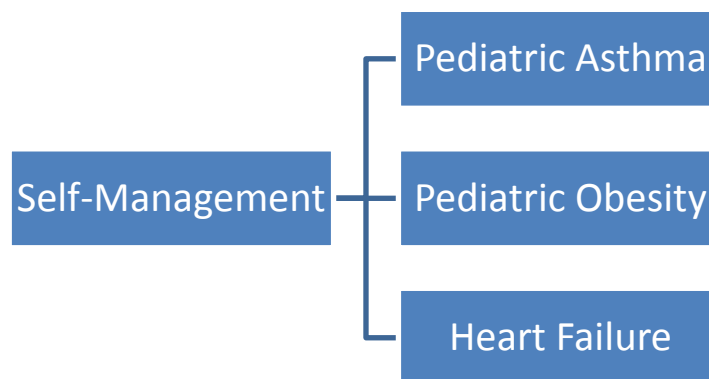 Pediatric Asthma
Self-Management
Pediatric Obesity
Heart Failure